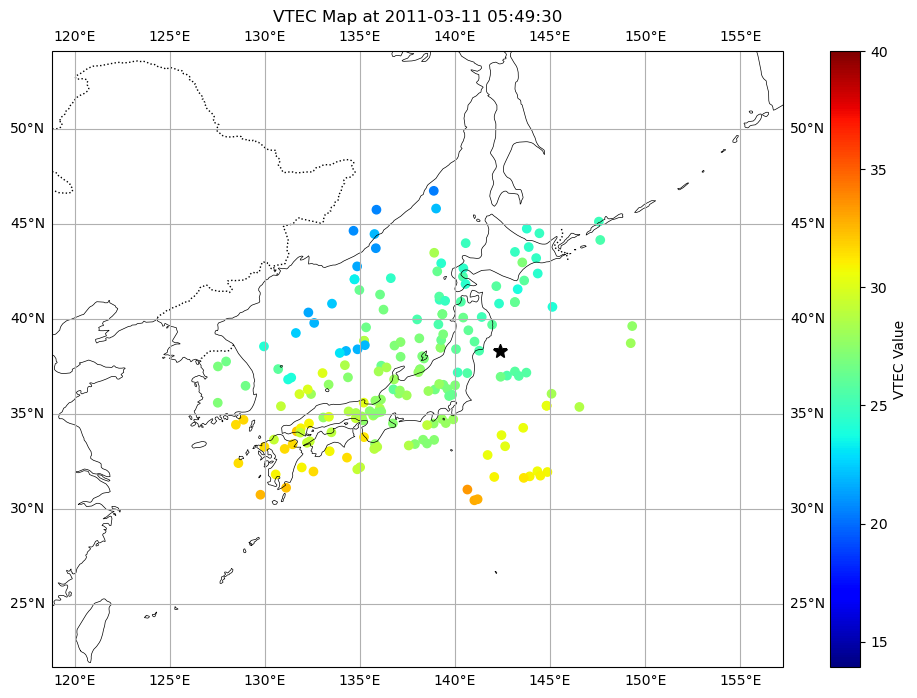 VTEC Map at 2011-03-11 05:49:30
120°E 125°E 130°E 135°E 140°E 145°E 150°E 155°E
50°N 50°N
45°N 45°N
40°N 40°N
35°N 35°N
30°N 30°N
25°N 25°N
120°E 125°E 130°E 135°E 140°E 145°E 150°E 155°E
40
35
30
25
20
15
VTEC Value